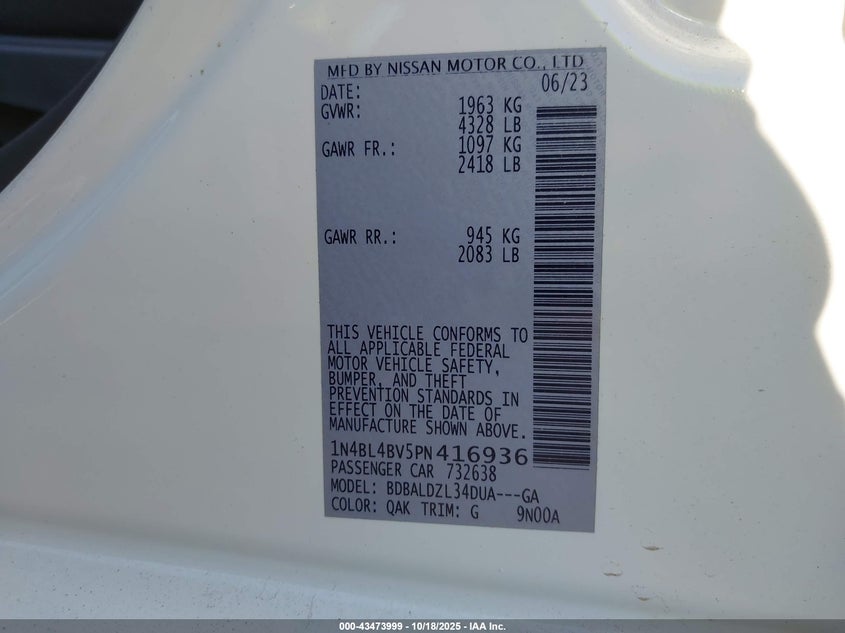 MFD BY NISSAN MOTOR CO., LTD
DATE: 06/23
GVWR: 1963 KG
4328 LB
GAWR FR.: 1097 KG
2418 LB
GAWR RR.: 945 KG
2083 LB
THIS VEHICLE CONFORMS TO
ALL APPLICABLE FEDERAL
MOTOR VEHICLE SAFETY,
BUMPER, AND THEFT
PREVENTION STANDARDS IN
EFFECT ON THE DATE OF
MANUFACTURE SHOWN ABOVE.
1N4BL4BV5PN416936
PASSENGER CAR 732638
MODEL: BDBALDZL34DUA---GA
COLOR: QAK TRIM: G 9N00A
000-43473999 | 10/18/2025 - IAA Inc.